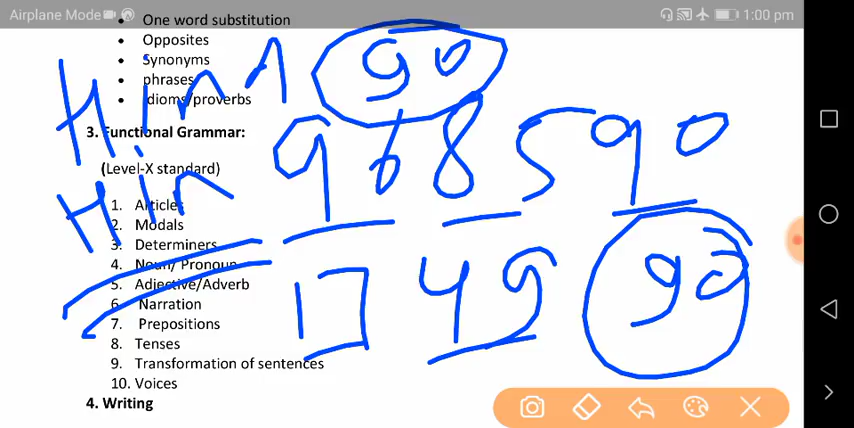 Airplane Mode 1:00 pm
• One word substitution
• Opposites
• Synonyms
• phrases
• Idioms/proverbs
90
3. Functional Grammar:
968590
(Level-X standard)
1. Articles
2. Modals
3. Determiners
4. Noun/ Pronoun
5. Adjective/Adverb
6. Narration
7. Prepositions
8. Tenses
9. Transformation of sentences
10. Voices
49 90
4. Writing